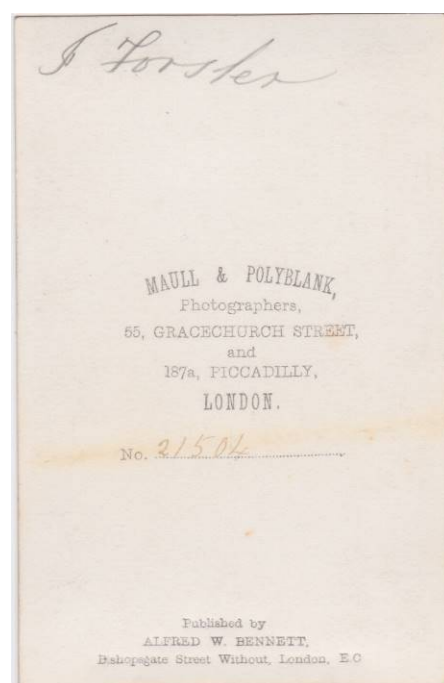 J Forster
MAULL & POLYBLANK,
Photographers,
55, GRACECHURCH STREET,
and
187a, PICCADILLY,
LONDON.
No. 21504
Published by
ALFRED W. BENNETT,
Bishopsgate Street Without, London, E.C